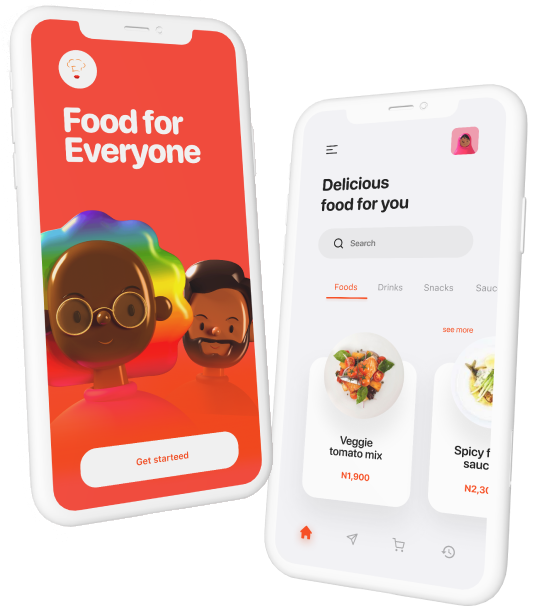 Food for
Everyone
Get starteed
Delicious
food for you
Search
Foods Drinks Snacks Sauc
see more
Veggie
tomato mix
N1,900
Spicy f
sauc
N2,30